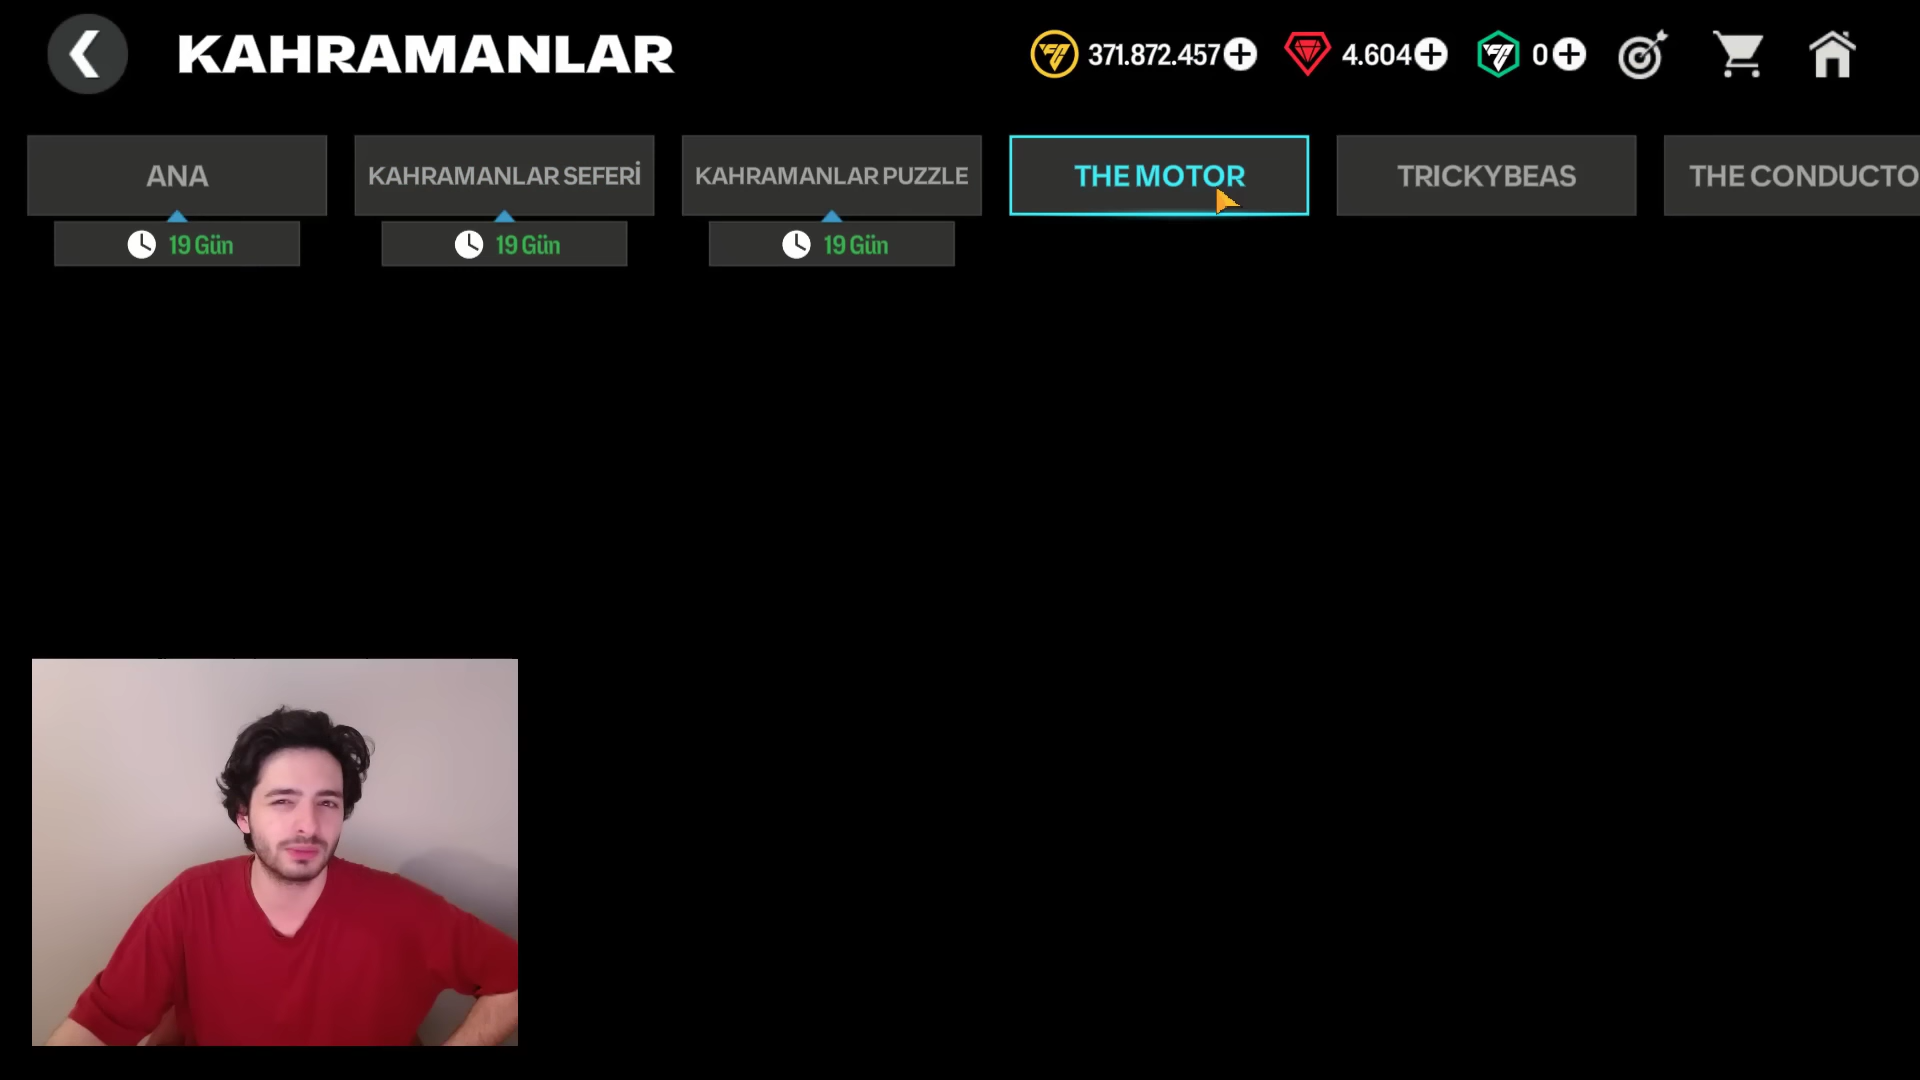 KAHRAMANLAR
371.872.457
4.604
0
ANA
KAHRAMANLAR SEFERİ
KAHRAMANLAR PUZZLE
THE MOTOR
TRICKYBEAS
THE CONDUCTO
19 Gün
19 Gün
19 Gün